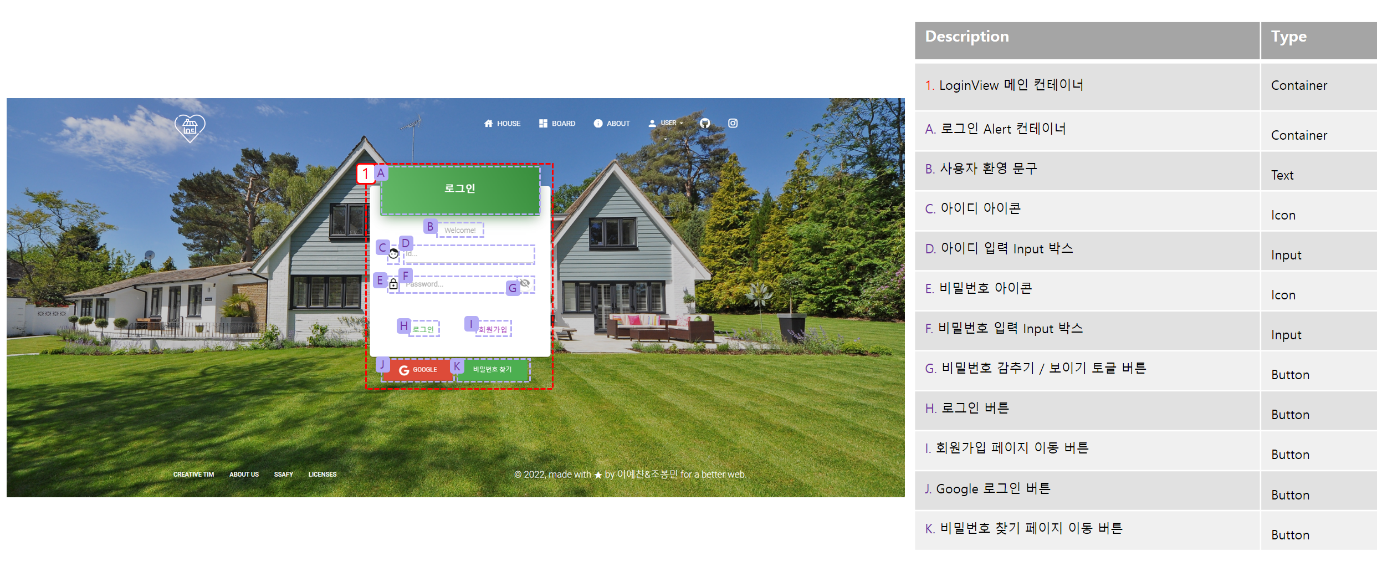 HOUSE BOARD ABOUT USER
1
A
로그인
B
Welcome!
C
D
Id...
E
F
Password...
G
H
로그인
I
회원가입
J
GOOGLE
K
비밀번호 찾기
CREATIVE TIM ABOUT US SSAFY LICENSES
© 2022, made with ★ by 이예찬&조봉민 for a better web.
Description Type
1. LoginView 메인 컨테이너 Container
A. 로그인 Alert 컨테이너 Container
B. 사용자 환영 문구 Text
C. 아이디 아이콘 Icon
D. 아이디 입력 Input 박스 Input
E. 비밀번호 아이콘 Icon
F. 비밀번호 입력 Input 박스 Input
G. 비밀번호 감추기 / 보이기 토글 버튼 Button
H. 로그인 버튼 Button
I. 회원가입 페이지 이동 버튼 Button
J. Google 로그인 버튼 Button
K. 비밀번호 찾기 페이지 이동 버튼 Button